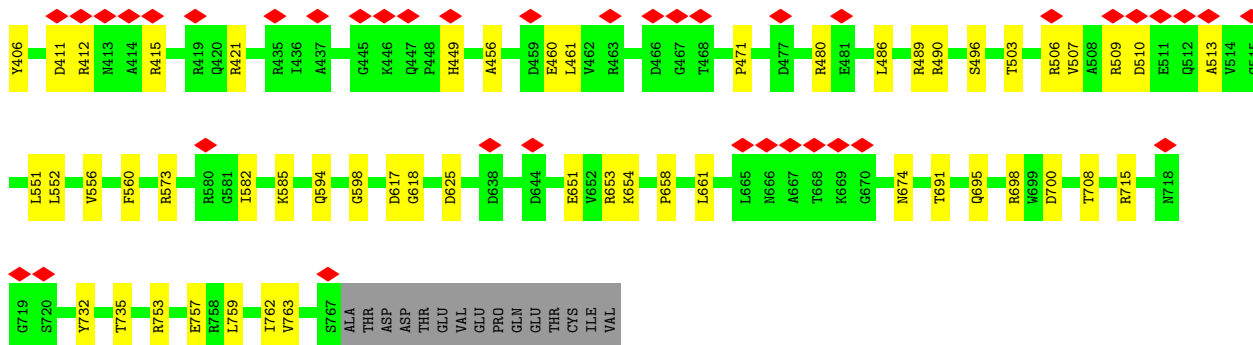 Y406 D411 R412 N413 A414 R415 R419 Q420 R421 R435 I436 A437 G445 K446 Q447 P448 H449 A456 D459 E460 L461 V462 R463 D466 G467 T468 P471 D477 R480 E481 L486 R489 R490 S496 T503 R506 V507 A508 R509 D510 E511 Q512 A513 V514
L551 L552 V556 F560 R573 R580 G581 I582 K585 Q594 G598 D617 G618 D625 D638 D644 E651 V652 R653 K654 P658 L661 L665 N666 A667 T668 K669 G670 N674 T691 Q695 R698 W699 D700 T708 R715 N718
G719 S720 Y732 T735 R753 E757 R758 L759 I762 V763 S767 ALA THR ASP ASP THR GLU VAL GLU PRO GLN GLU THR CYS ILE VAL